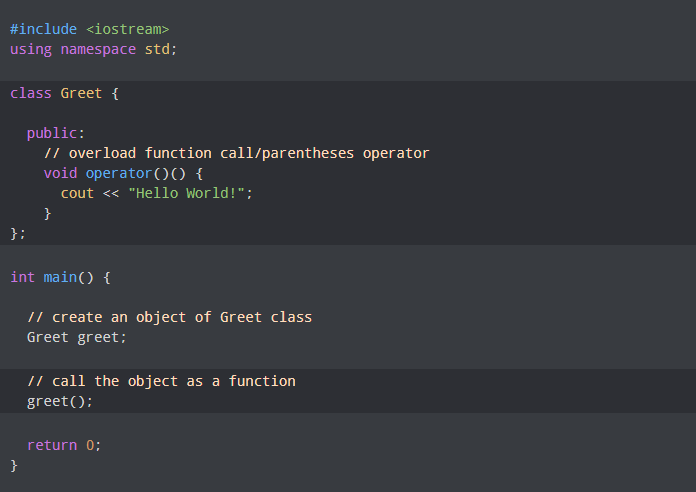 #include <iostream>
using namespace std;
class Greet {
  public:
    // overload function call/parentheses operator
    void operator()() {
      cout << "Hello World!";
    }
};
int main() {
  // create an object of Greet class
  Greet greet;
  // call the object as a function
  greet();
  return 0;
}